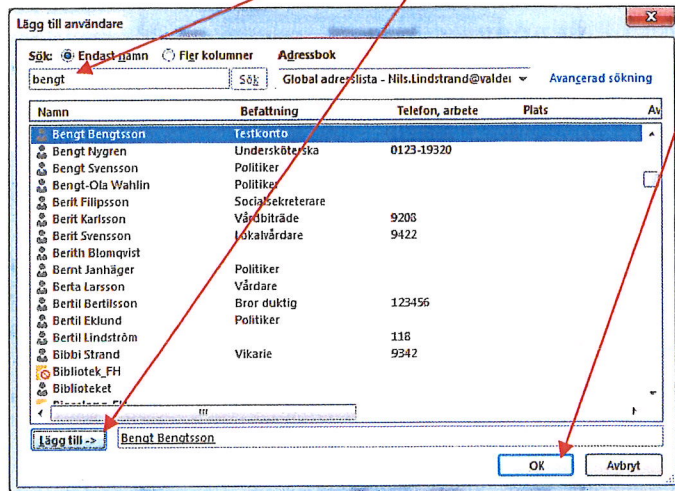 Lägg till användare
Sök: Endast namn Fler kolumner Adressbok
bengt Sök Global adresslista - Nils.Lindstrand@valdei Avancerad sökning
Namn Befattning Telefon, arbete Plats Av
Bengt Bengtsson Testkonto
Bengt Nygren Undersköterska 0123-19320
Bengt Svensson Politiker
Bengt-Ola Wahlin Politiker
Berit Filipsson Socialsekreterare
Berit Karlsson Vårdbiträde 9208
Berit Svensson Lokalvårdare 9422
Berith Blomqvist
Bernt Janhäger Politiker
Berta Larsson Vårdare
Bertil Bertilsson Bror duktig 123456
Bertil Eklund Politiker
Bertil Lindström 118
Bibbi Strand Vikarie 9342
Bibliotek_FH
Biblioteket
Lägg till -> Bengt Bengtsson
OK Avbryt